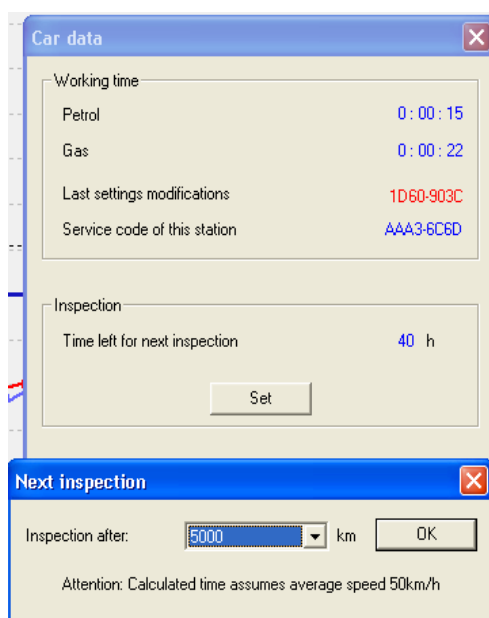 Car data
Working time
Petrol 0:00:15
Gas 0:00:22
Last settings modifications 1D60-903C
Service code of this station AAA3-6C6D
Inspection
Time left for next inspection 40 h
Set
Next inspection
Inspection after: 5000 km OK
Attention: Calculated time assumes average speed 50km/h